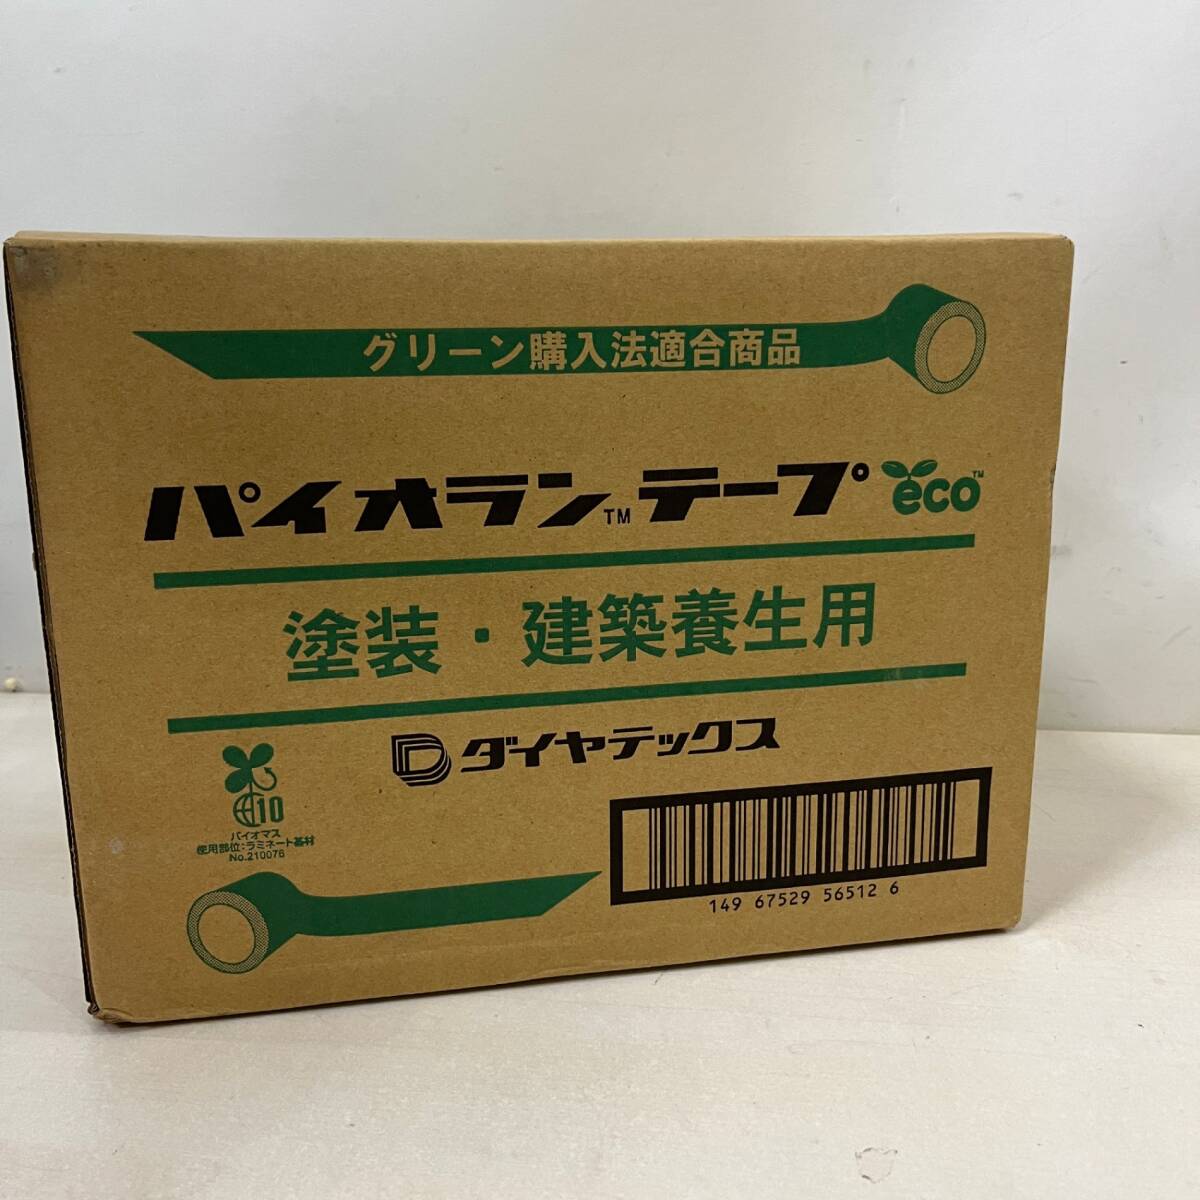 グリーン購入法適合商品
パイオラン™テープ eco™
塗装・建築養生用
D ダイヤテックス
10
バイオマス
使用部位:ラミネート基材
No.210076
149 67529 56512 6